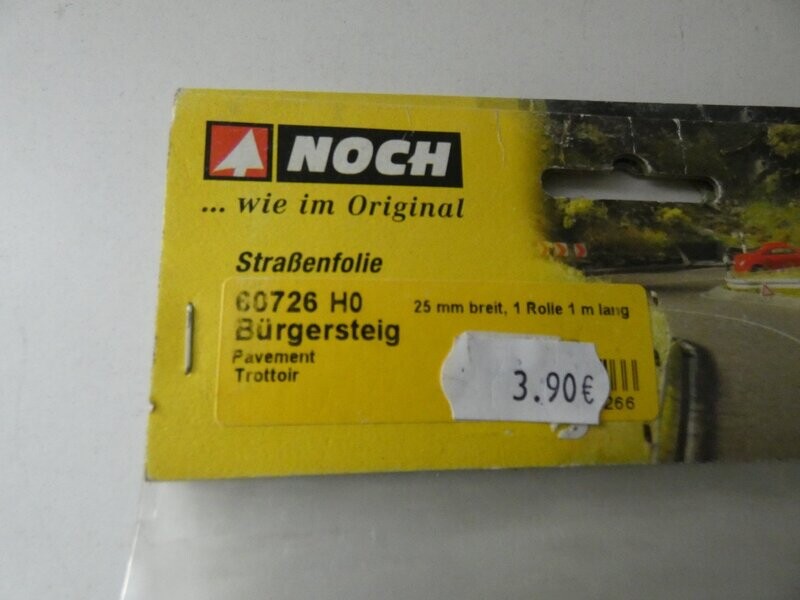 NOCH
... wie im Original
Straßenfolie
60726 H0 25 mm breit, 1 Rolle 1 m lang
Bürgersteig
Pavement
Trottoir
3.90€
266